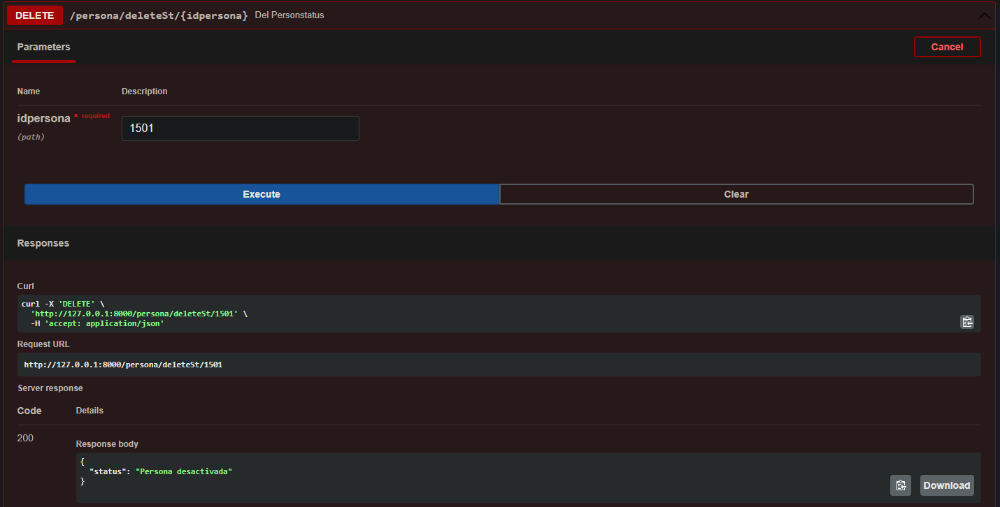 DELETE /persona/deleteSt/{idpersona} Del Personstatus
Parameters Cancel
Name Description
idpersona * required 1501
(path)
Execute Clear
Responses
Curl
curl -X 'DELETE' \
  'http://127.0.0.1:8000/persona/deleteSt/1501' \
  -H 'accept: application/json'
Request URL
http://127.0.0.1:8000/persona/deleteSt/1501
Server response
Code Details
200
Response body
{
  "status": "Persona desactivada"
}
Download